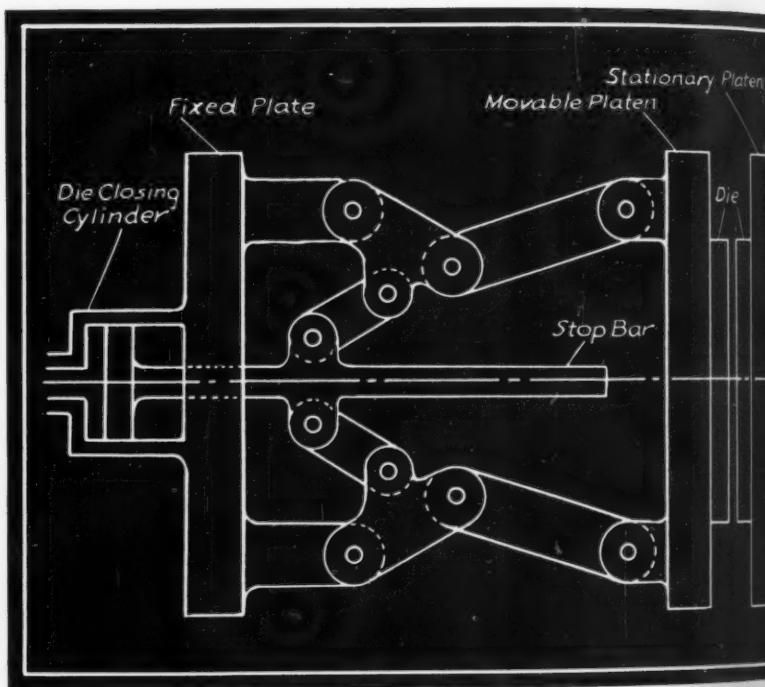 Stationary Platen
Fixed Plate
Movable Platen
Die Closing
Cylinder
Die
Stop Bar